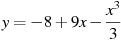 y = −8 + 9x − x³/3